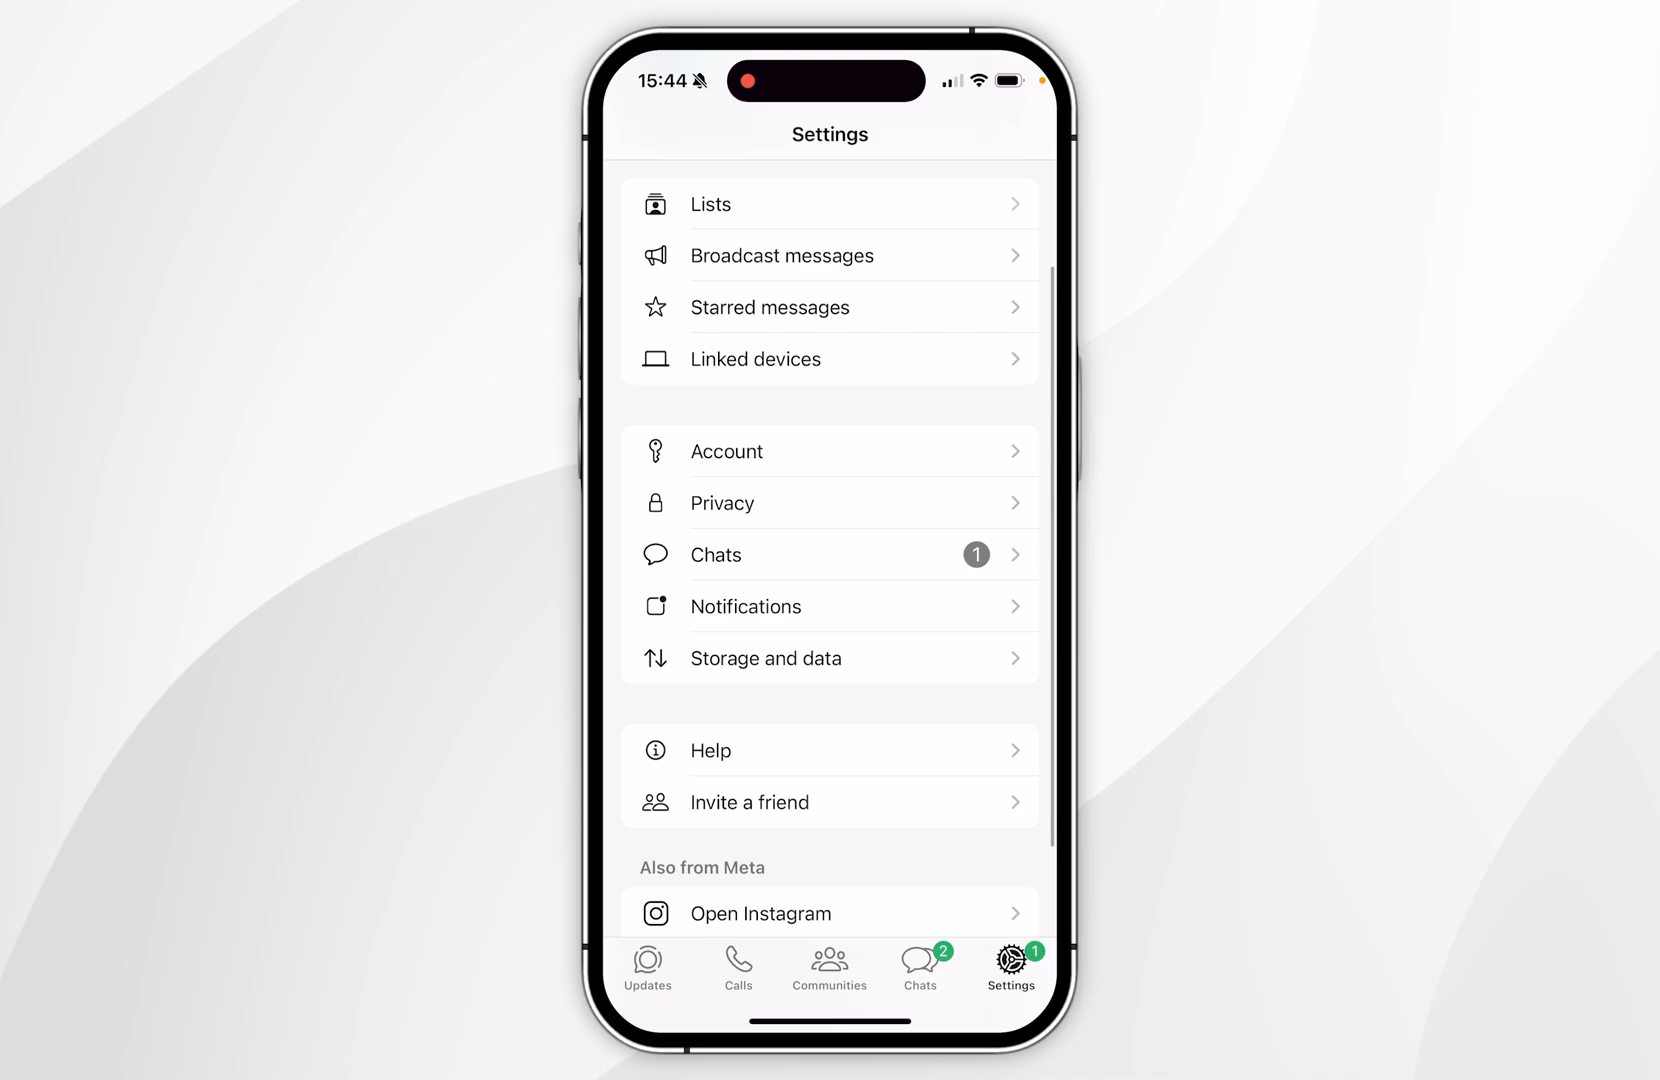 15:44
Settings
Lists
Broadcast messages
Starred messages
Linked devices
Account
Privacy
Chats 1
Notifications
Storage and data
Help
Invite a friend
Also from Meta
Open Instagram
2 1
Updates Calls Communities Chats Settings